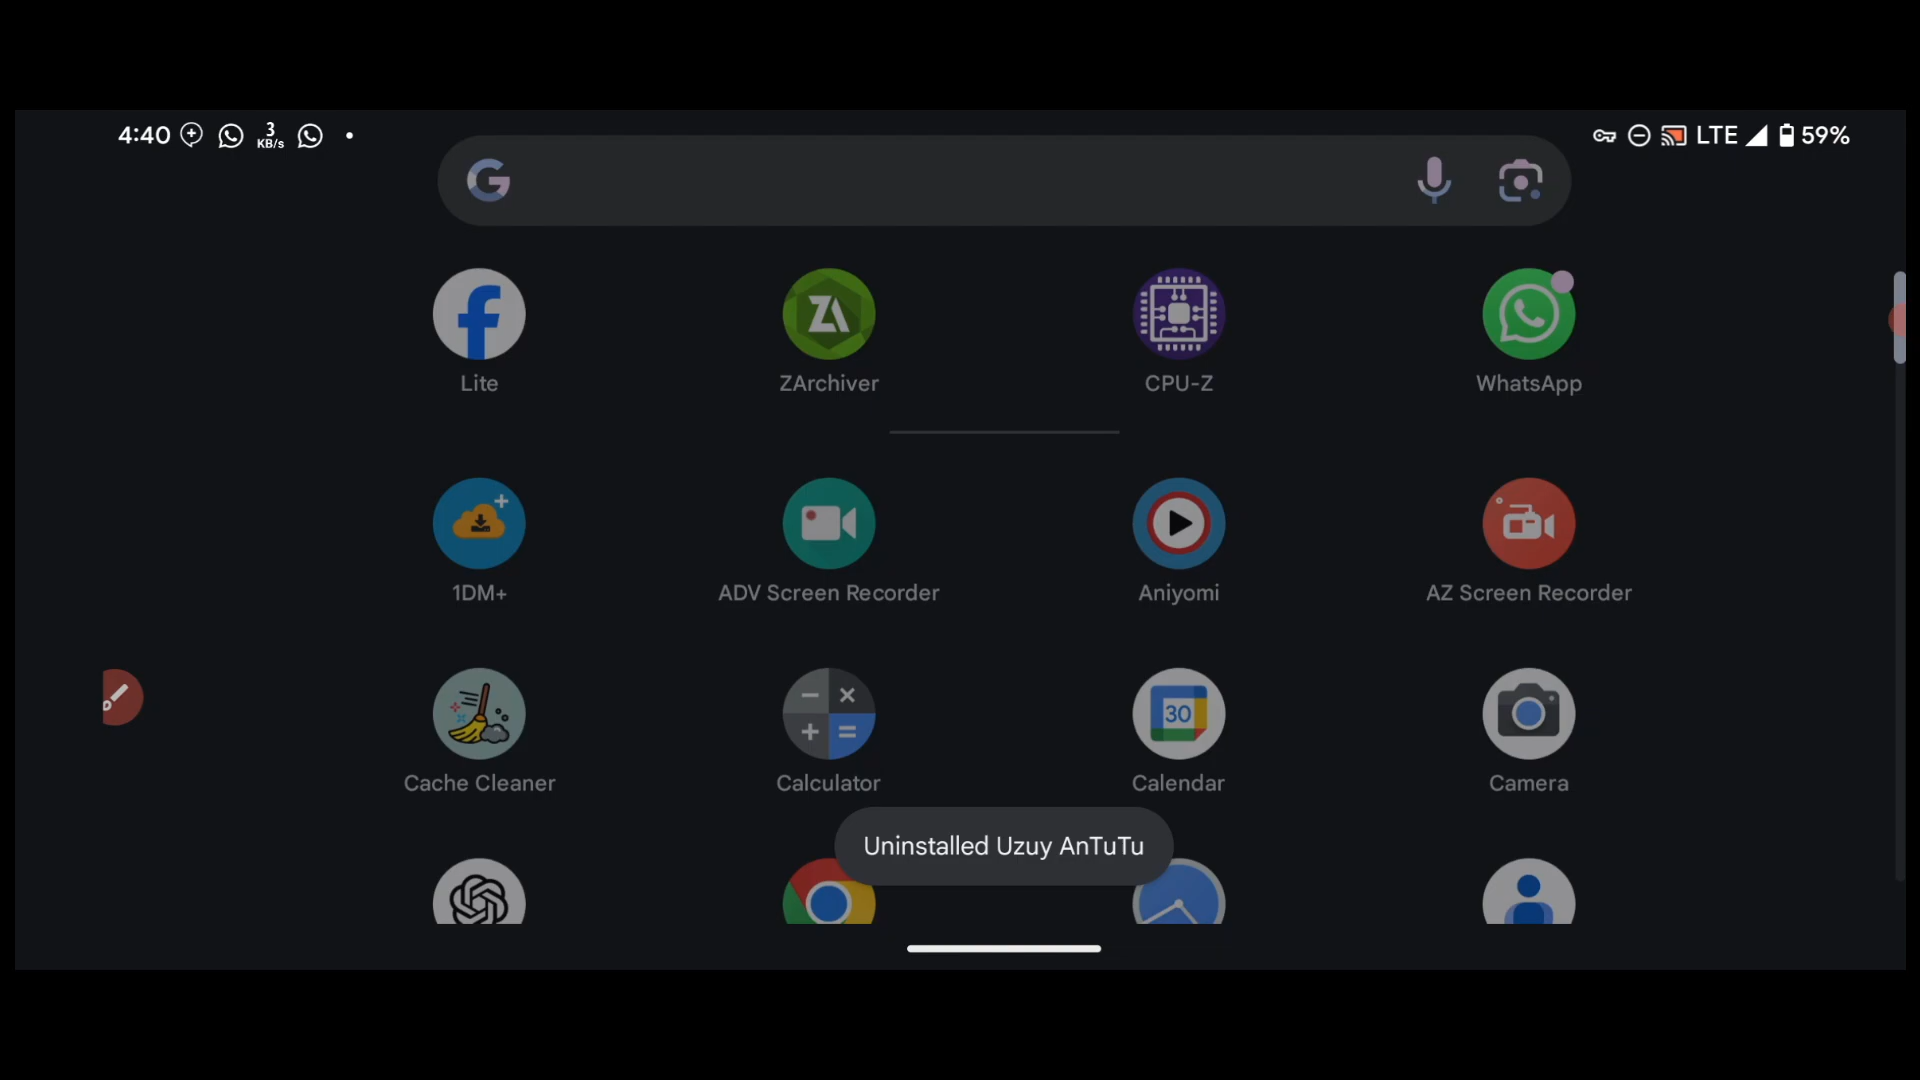 4:40 3 KB/s LTE 59%
Lite ZArchiver CPU-Z WhatsApp
1DM+ ADV Screen Recorder Aniyomi AZ Screen Recorder
30
Cache Cleaner Calculator Calendar Camera
Uninstalled Uzuy AnTuTu